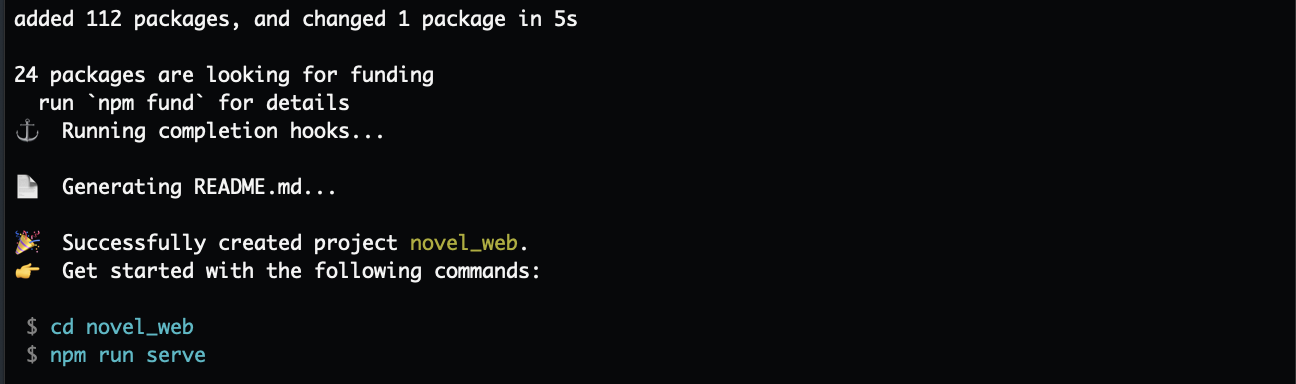 added 112 packages, and changed 1 package in 5s
24 packages are looking for funding
run `npm fund` for details
⚓ Running completion hooks...
📄 Generating README.md...
🎉 Successfully created project novel_web.
👉 Get started with the following commands:
$ cd novel_web
$ npm run serve